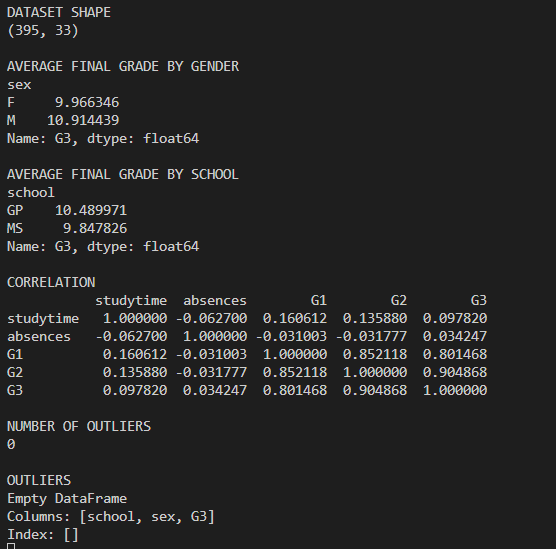 DATASET SHAPE
(395, 33)
AVERAGE FINAL GRADE BY GENDER
sex
F     9.966346
M    10.914439
Name: G3, dtype: float64
AVERAGE FINAL GRADE BY SCHOOL
school
GP    10.489971
MS     9.847826
Name: G3, dtype: float64
CORRELATION
           studytime  absences        G1        G2        G3
studytime   1.000000 -0.062700  0.160612  0.135880  0.097820
absences   -0.062700  1.000000 -0.031003 -0.031777  0.034247
G1          0.160612 -0.031003  1.000000  0.852118  0.801468
G2          0.135880 -0.031777  0.852118  1.000000  0.904868
G3          0.097820  0.034247  0.801468  0.904868  1.000000
NUMBER OF OUTLIERS
0
OUTLIERS
Empty DataFrame
Columns: [school, sex, G3]
Index: []